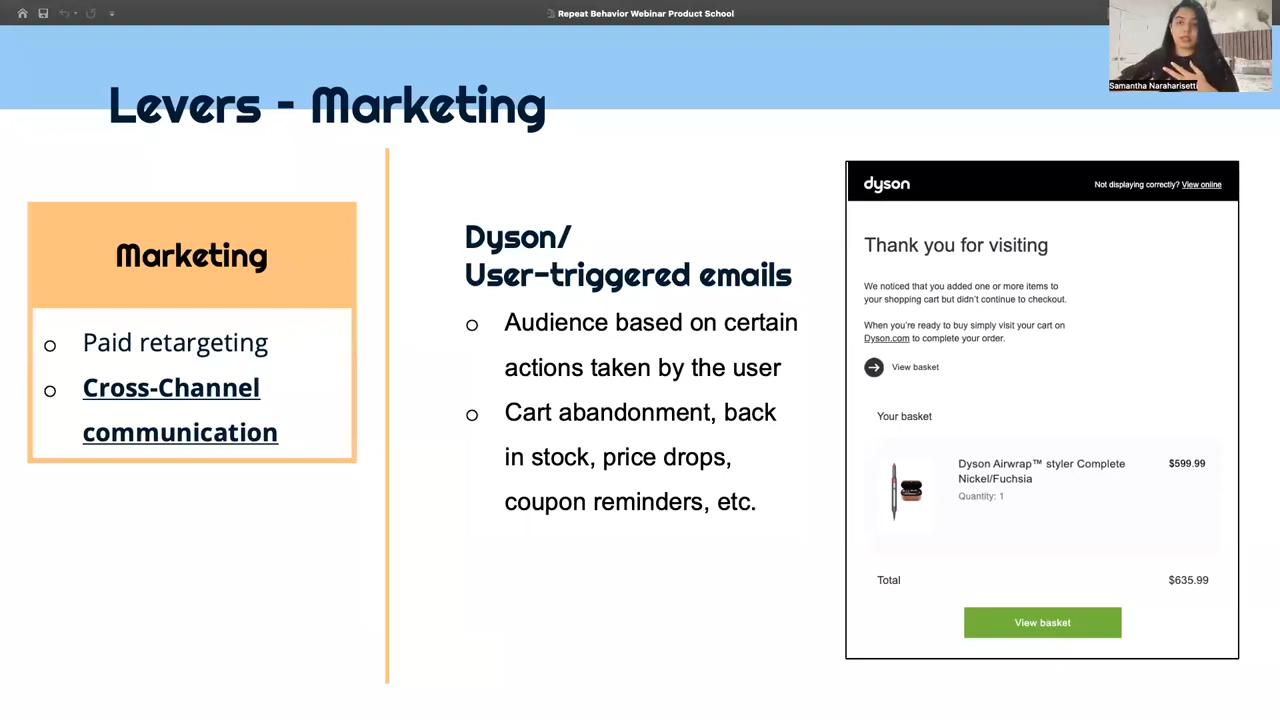 Repeat Behavior Webinar Product School
Samantha Naraharisetti
Levers - Marketing
Marketing
o Paid retargeting
o Cross-Channel
communication
Dyson/
User-triggered emails
o Audience based on certain
actions taken by the user
o Cart abandonment, back
in stock, price drops,
coupon reminders, etc.
dyson
Not displaying correctly? View online
Thank you for visiting
We noticed that you added one or more items to
your shopping cart but didn't continue to checkout.
When you're ready to buy simply visit your cart on
Dyson.com to complete your order.
View basket
Your basket
Dyson Airwrap™ styler Complete $599.99
Nickel/Fuchsia
Quantity: 1
Total $635.99
View basket